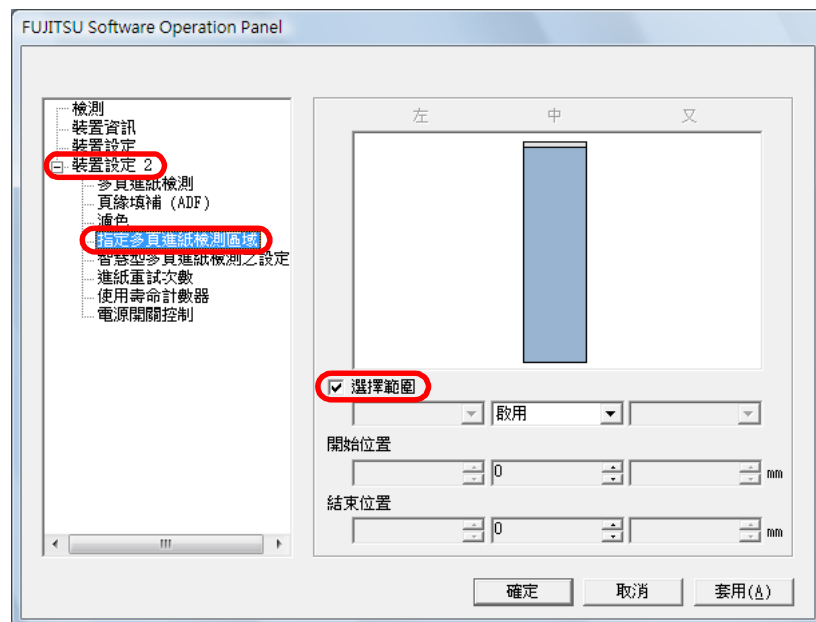 FUJITSU Software Operation Panel
檢測
裝置資訊
裝置設定
裝置設定 2
多頁進紙檢測
頁緣填補 (ADF)
濾色
指定多頁進紙檢測區域
智慧型多頁進紙檢測之設定
進紙重試次數
使用壽命計數器
電源開關控制
左 中 又
選擇範圍
啟用
開始位置
0 mm
結束位置
0 mm
確定 取消 套用(A)